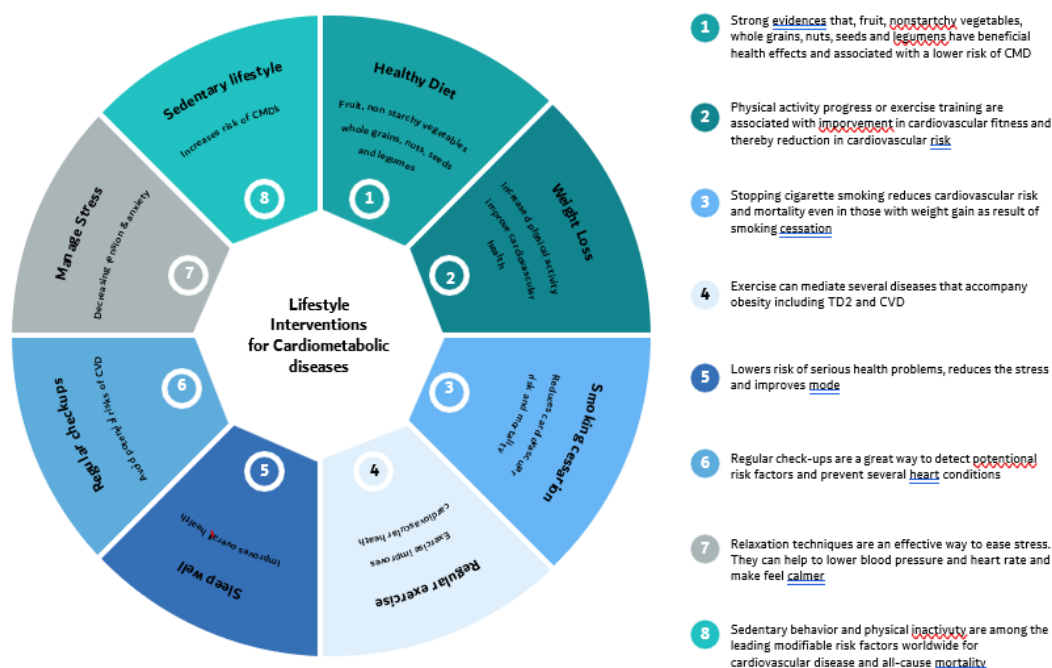 Healthy Diet
Fruit, non starchy vegetables
whole grains, nuts, seeds
and legumes
1
Weight Loss
Increased physical activity
improve cardiovascular
health
2
Smoking cessarion
Reduces cardiovascular
risk and mortality
3
Regular exercise
Exercise improves
cardiovascular health
4
Sleep well
Improves overal health
5
Regular checkups
Avoid potential risks of CVD
6
Manage Stress
Decreasing & anxiety
7
Sedentary lifestyle
Increases risk of CMDs
8
Lifestyle
Interventions
for Cardiometabolic
diseases
1
Strong evidences that, fruit, nonstartchy vegetables,
whole grains, nuts, seeds and legumens have beneficial
health effects and associated with a lower risk of CMD
2
Physical activity progress or exercise training are
associated with imporvement in cardiovascular fitness and
thereby reduction in cardiovascular risk
3
Stopping cigarette smoking reduces cardiovascular risk
and mortality even in those with weight gain as result of
smoking cessation
4
Exercise can mediate several diseases that accompany
obesity including TD2 and CVD
5
Lowers risk of serious health problems, reduces the stress
and improves mode
6
Regular check-ups are a great way to detect potentional
risk factors and prevent several heart conditions
7
Relaxation techniques are an effective way to ease stress.
They can help to lower blood pressure and heart rate and
make feel calmer
8
Sedentary behavior and physical inactivuty are among the
leading modifiable risk factors worldwide for
cardiovascular disease and all-cause mortality